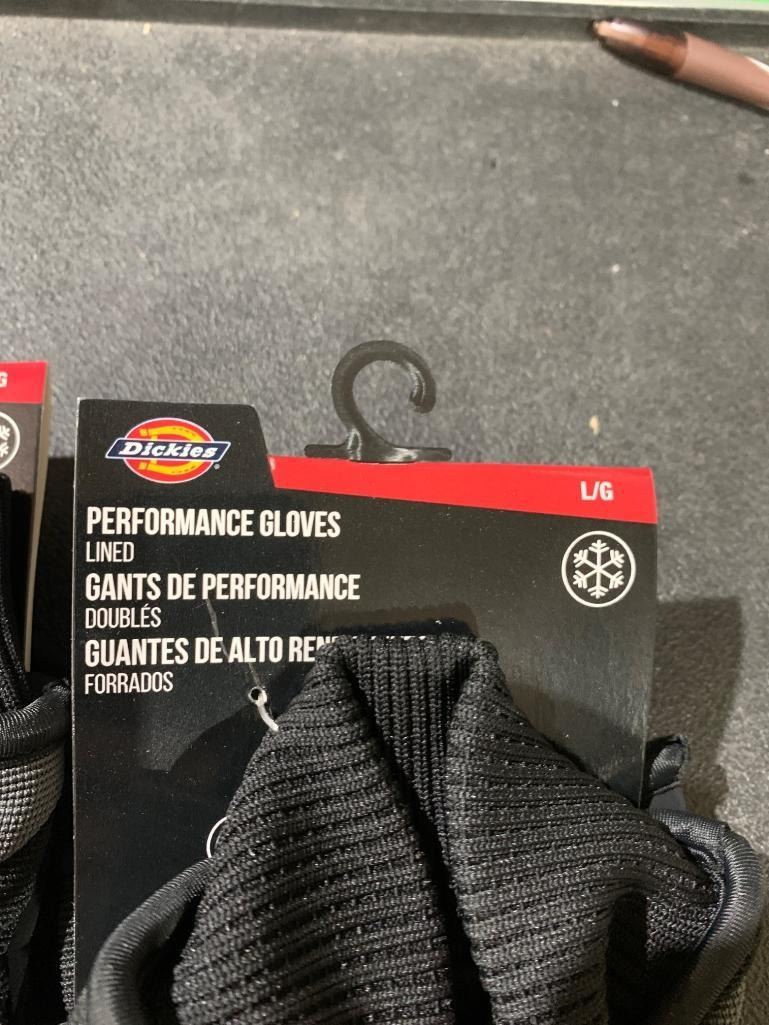 Dickies
L/G
PERFORMANCE GLOVES
LINED
GANTS DE PERFORMANCE
DOUBLÉS
GUANTES DE ALTO
FORRADOS
G